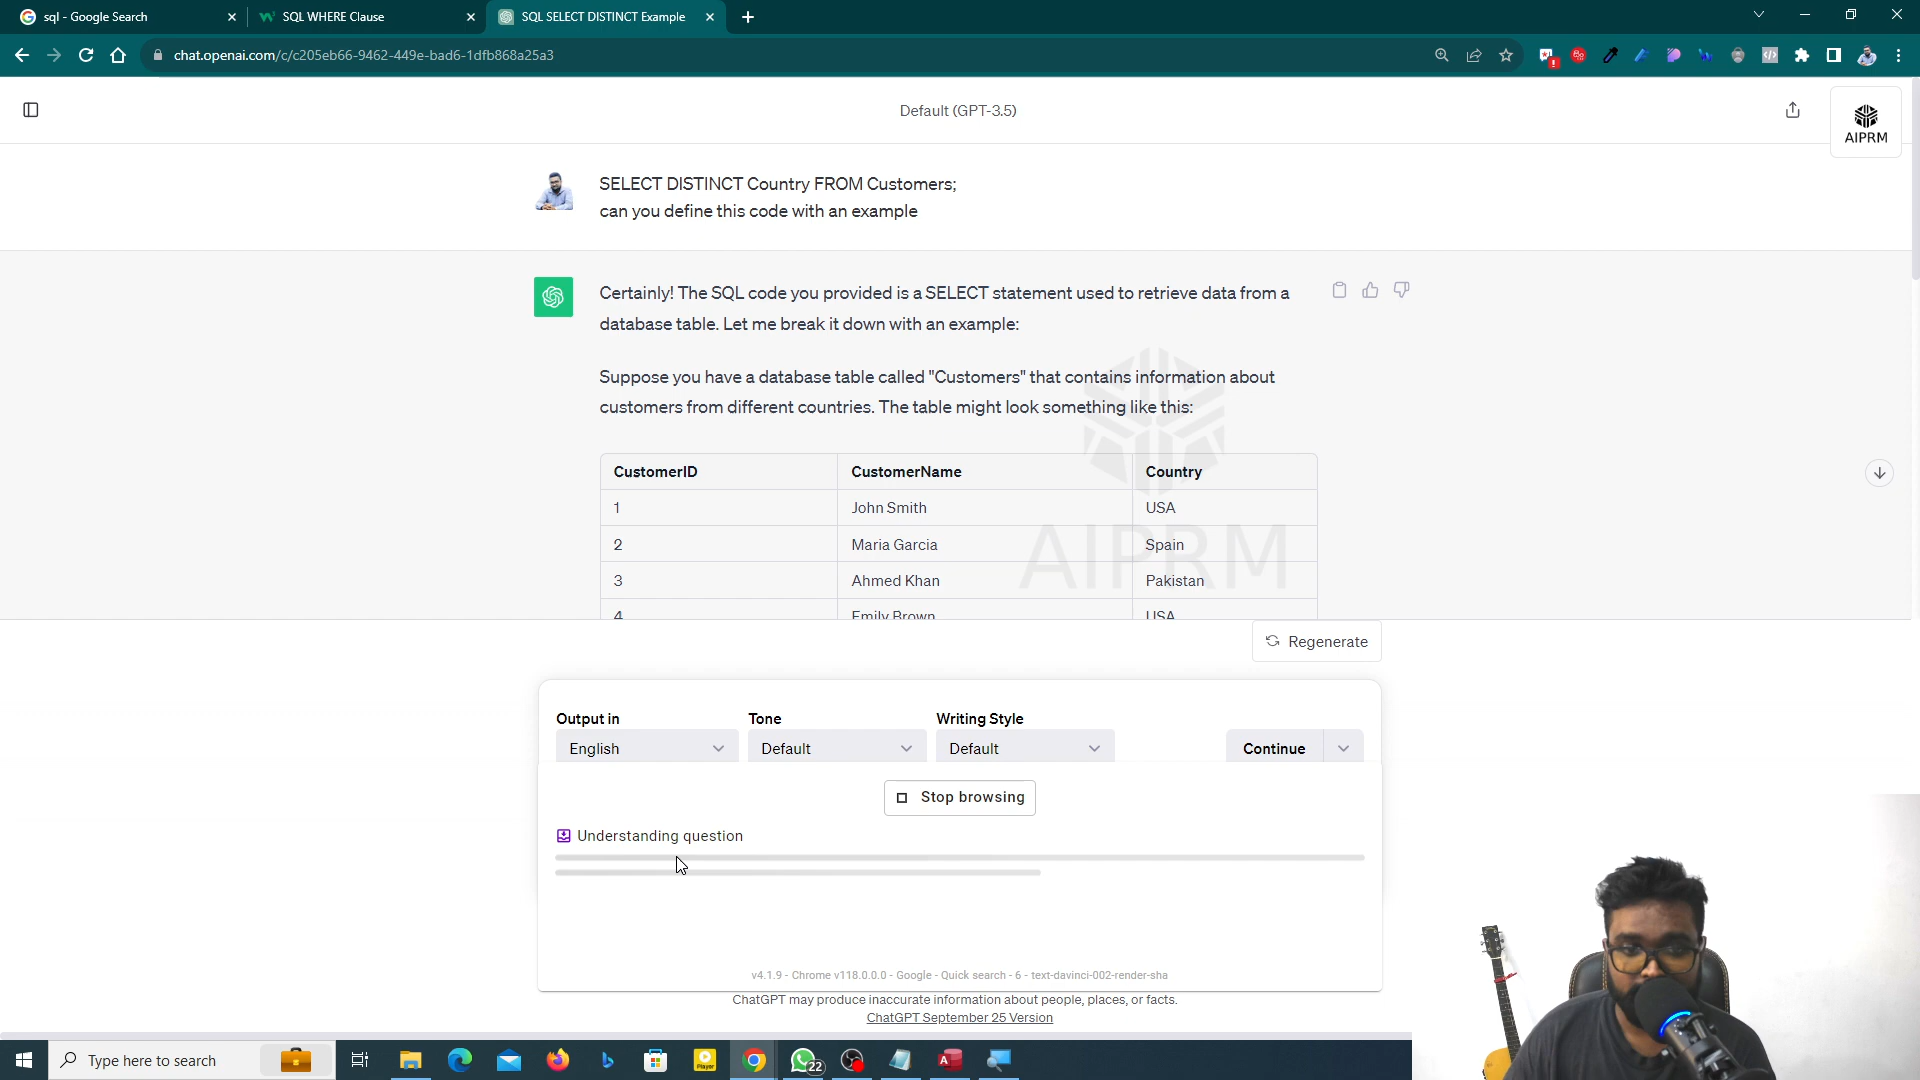 sql - Google Search
SQL WHERE Clause
SQL SELECT DISTINCT Example
chat.openai.com/c/c205eb66-9462-449e-bad6-1dfb868a25a3
Default (GPT-3.5)
AIPRM
SELECT DISTINCT Country FROM Customers;
can you define this code with an example
Certainly! The SQL code you provided is a SELECT statement used to retrieve data from a
database table. Let me break it down with an example:
Suppose you have a database table called "Customers" that contains information about
customers from different countries. The table might look something like this:
CustomerID CustomerName Country
1 John Smith USA
2 Maria Garcia Spain
AIPRM
3 Ahmed Khan Pakistan
4 Emily Brown USA
Regenerate
Output in Tone Writing Style
English Default Default Continue
Stop browsing
Understanding question
v4.1.9 - Chrome v118.0.0.0 - Google - Quick search - 6 - text-davinci-002-render-sha
ChatGPT may produce inaccurate information about people, places, or facts.
ChatGPT September 25 Version
Type here to search
Player
22
A